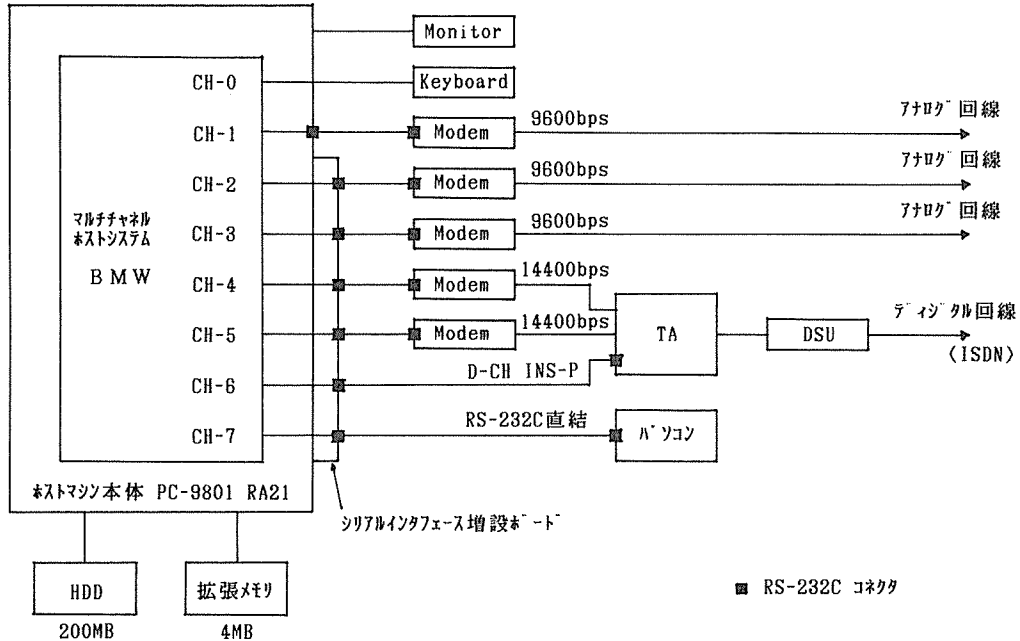 Monitor
CH-0
Keyboard
CH-1
Modem
9600bps
ｱﾅﾛｸﾞ回線
CH-2
Modem
9600bps
ｱﾅﾛｸﾞ回線
CH-3
Modem
9600bps
ｱﾅﾛｸﾞ回線
ﾏﾙﾁﾁｬﾈﾙ
ﾎｽﾄｼｽﾃﾑ
ＢＭＷ
CH-4
Modem
14400bps
CH-5
Modem
14400bps
TA
DSU
ﾃﾞｨｼﾞﾀﾙ回線
(ISDN)
CH-6
D-CH INS-P
CH-7
RS-232C直結
ﾊﾟｿｺﾝ
ﾎｽﾄﾏｼﾝ本体 PC-9801 RA21
ｼﾘｱﾙｲﾝﾀﾌｪｰｽ増設ﾎﾞｰﾄﾞ
HDD
200MB
拡張ﾒﾓﾘ
4MB
RS-232C ｺﾈｸﾀ